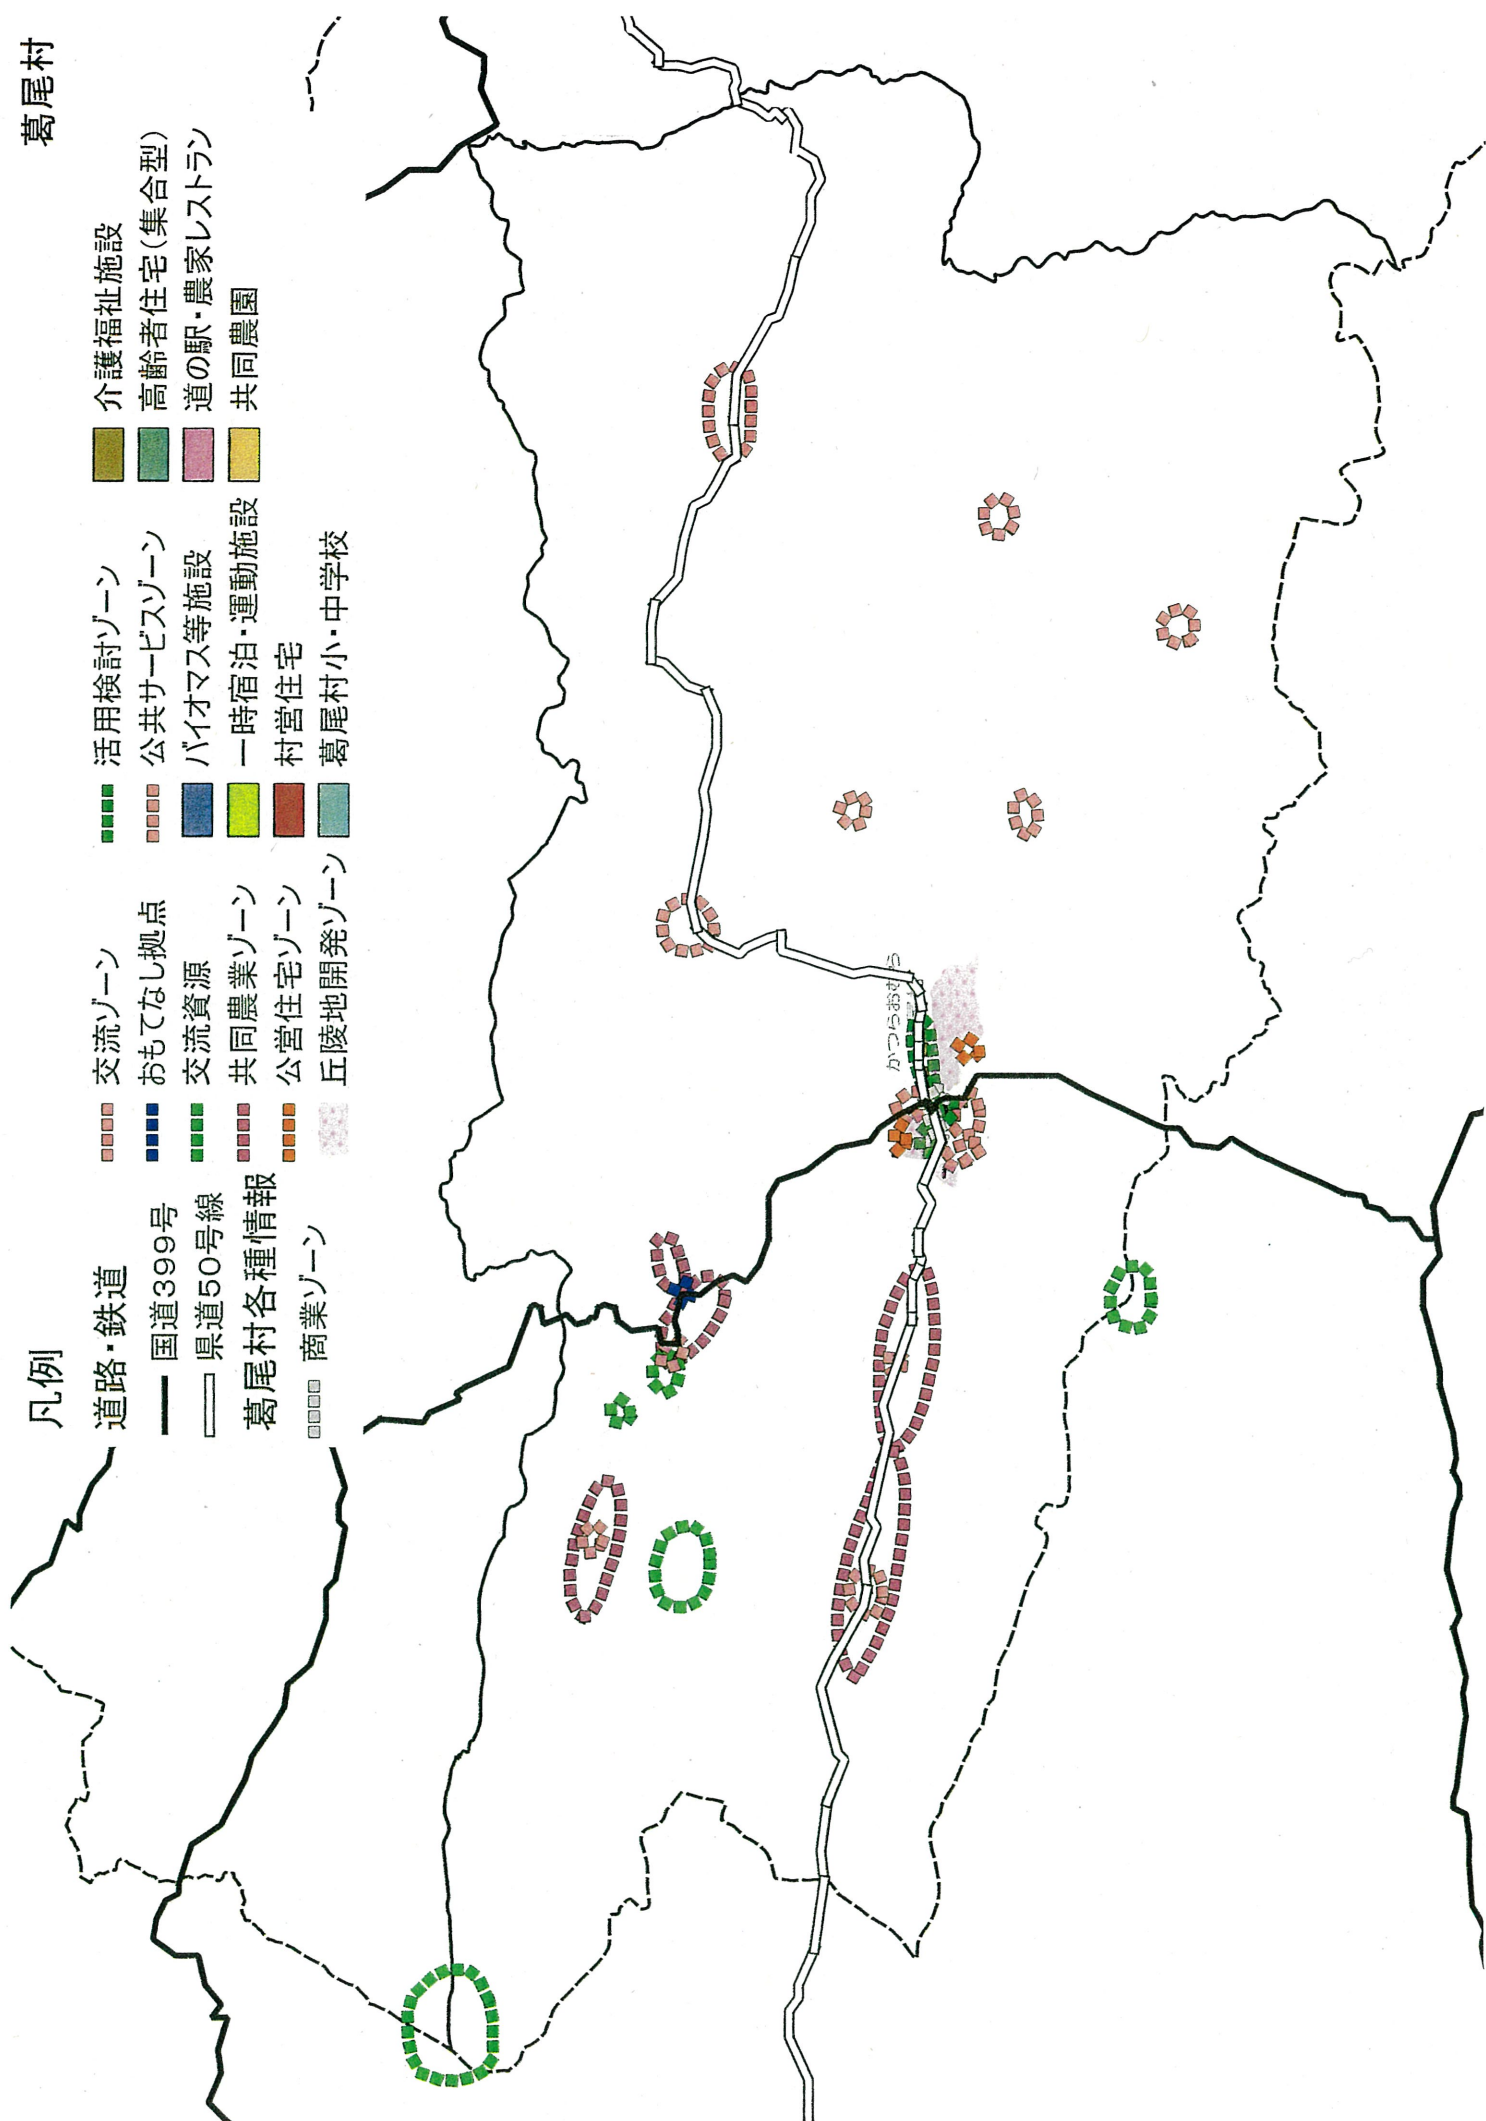 葛尾村
凡例
道路・鉄道
国道399号
県道50号線
葛尾村各種情報
商業ゾーン
交流ゾーン
おもてなし拠点
交流資源
共同農業ゾーン
公営住宅ゾーン
丘陵地開発ゾーン
活用検討ゾーン
公共サービスゾーン
バイオマス等施設
一時宿泊・運動施設
村営住宅
葛尾村小・中学校
介護福祉施設
高齢者住宅(集合型)
道の駅・農家レストラン
共同農園
かつらおむら